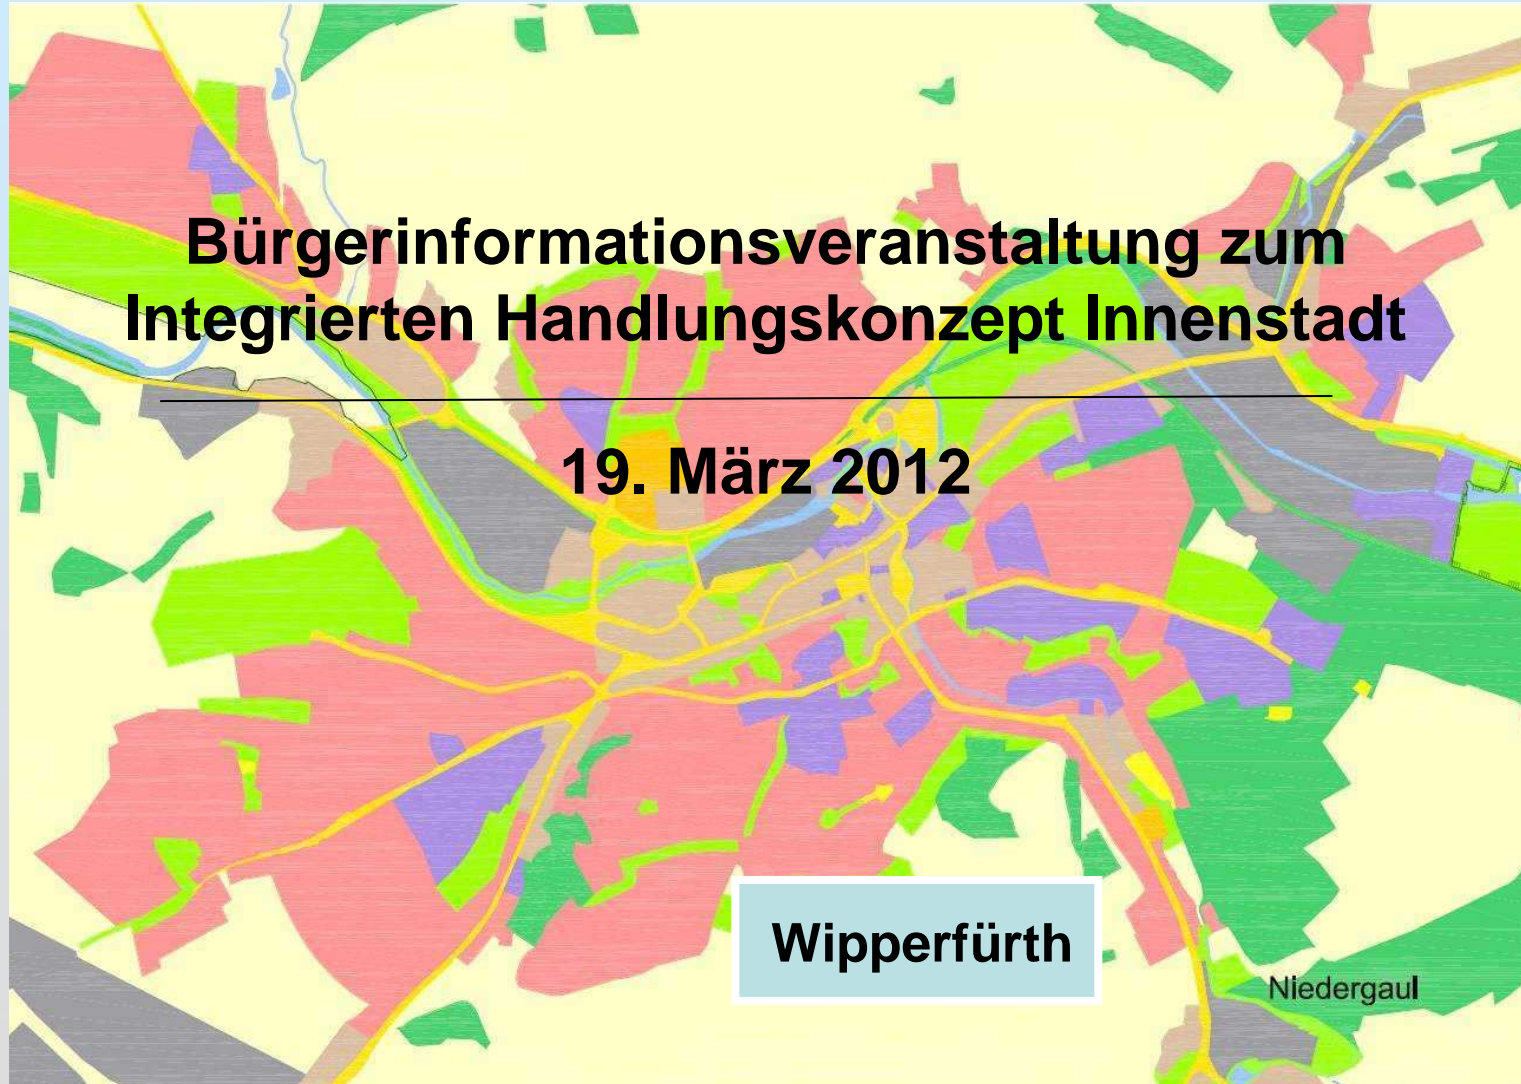 Bürgerinformationsveranstaltung zum
Integrierten Handlungskonzept Innenstadt
19. März 2012
Wipperfürth
Niedergaul